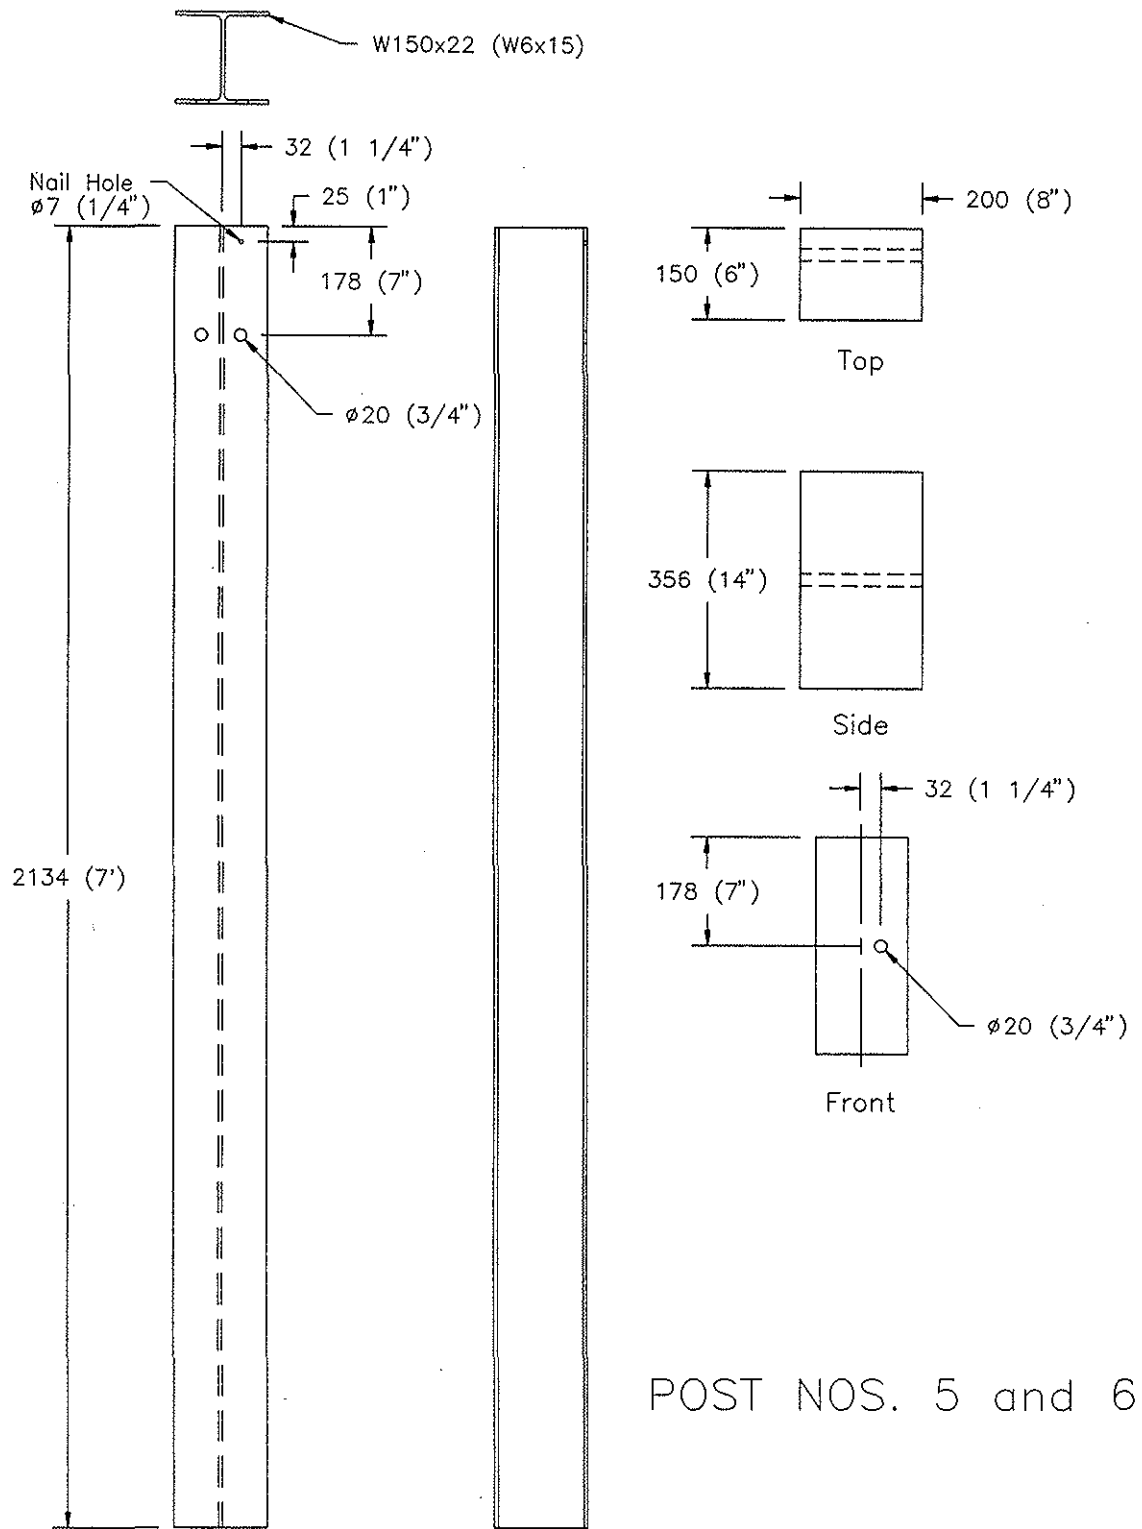 W150x22 (W6x15)
32 (1 1/4")
Nail Hole
ø7 (1/4")
25 (1")
178 (7")
ø20 (3/4")
2134 (7')
200 (8")
150 (6")
Top
356 (14")
Side
32 (1 1/4")
178 (7")
ø20 (3/4")
Front
POST NOS. 5 and 6